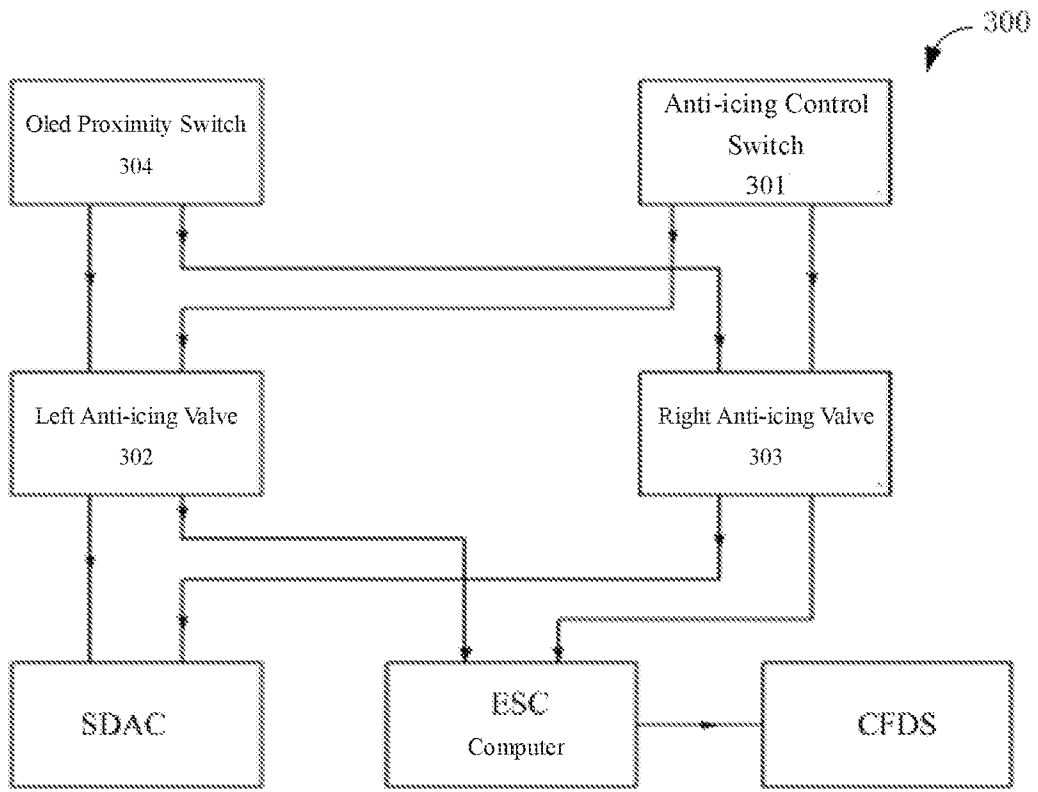 300
Oled Proximity Switch
304
Anti-icing Control
Switch
301
Left Anti-icing Valve
302
Right Anti-icing Valve
303
SDAC
ESC
Computer
CFDS